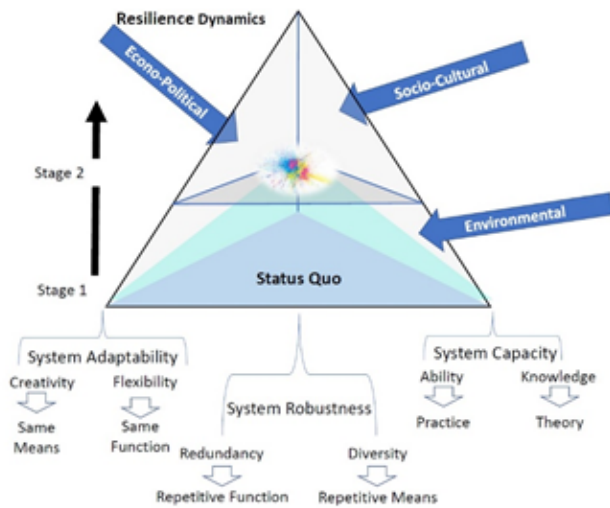 Resilience Dynamics
Econo-Political
Socio-Cultural
Stage 2
Environmental
Stage 1
Status Quo
System Adaptability
Creativity
Flexibility
Same
Means
Same
Function
System Robustness
Redundancy
Diversity
Repetitive Function
Repetitive Means
System Capacity
Ability
Knowledge
Practice
Theory